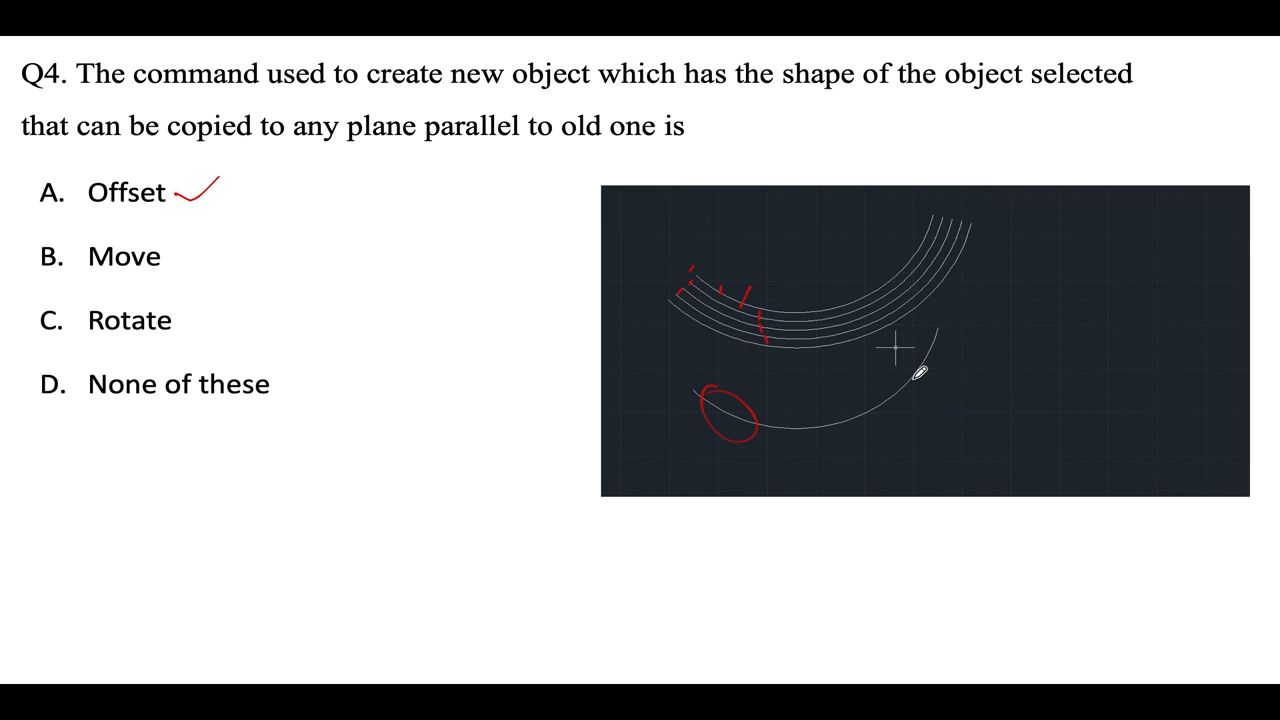 Q4. The command used to create new object which has the shape of the object selected
that can be copied to any plane parallel to old one is
A. Offset
B. Move
C. Rotate
D. None of these